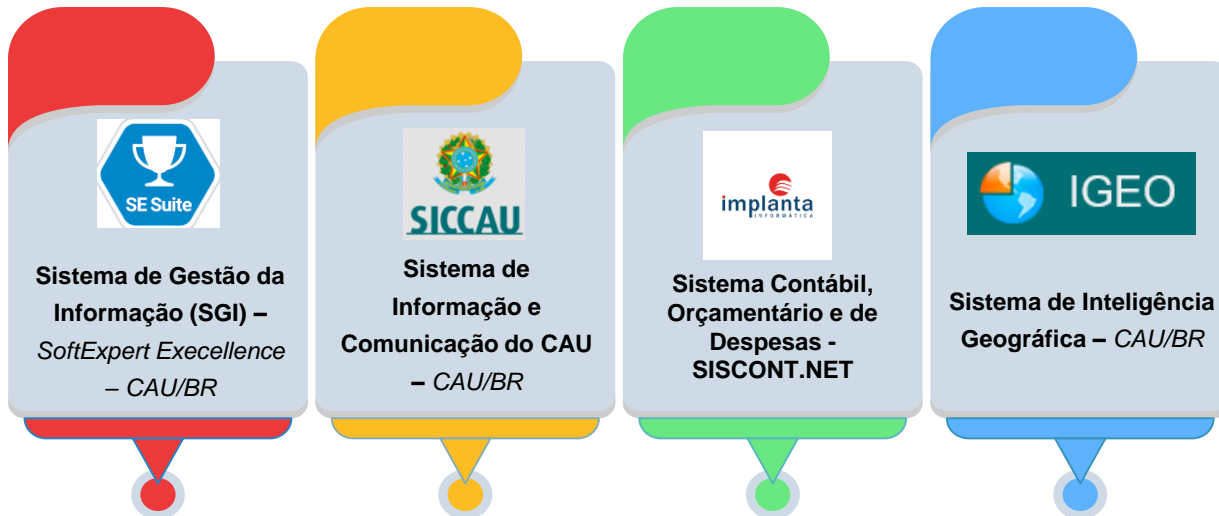 SE Suite
Sistema de Gestão da
Informação (SGI) –
SoftExpert Execellence
– CAU/BR
SICCAU
Sistema de
Informação e
Comunicação do CAU
– CAU/BR
implanta
INFORMÁTICA
Sistema Contábil,
Orçamentário e de
Despesas -
SISCONT.NET
IGEO
Sistema de Inteligência
Geográfica – CAU/BR